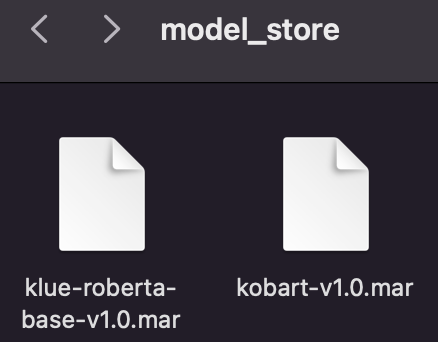 model_store
klue-roberta-
base-v1.0.mar
kobart-v1.0.mar